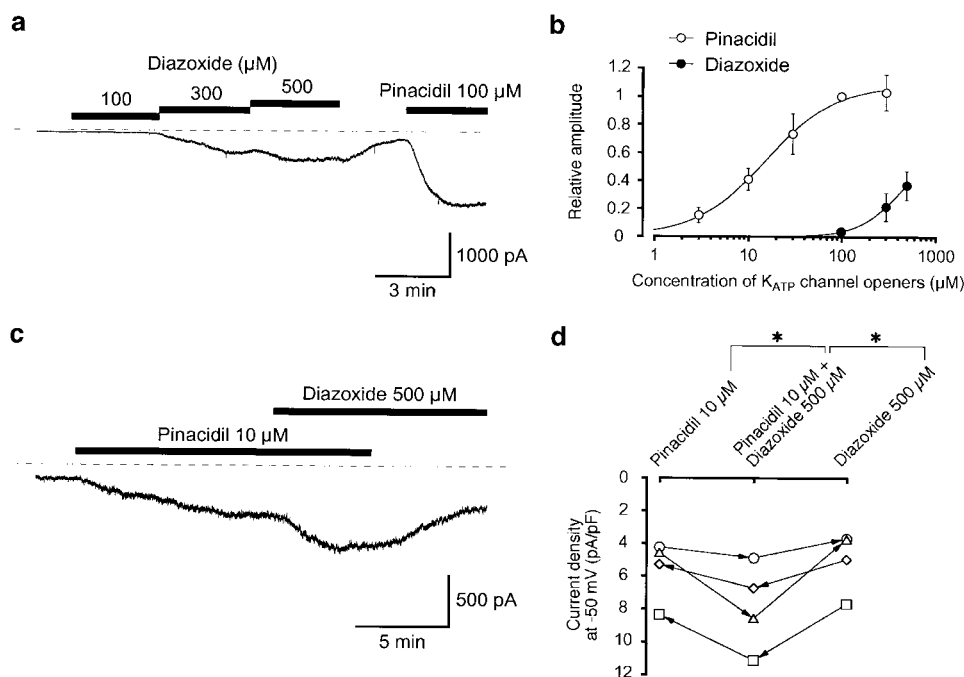 a
Diazoxide (µM)
100
300
500
Pinacidil 100 µM
1000 pA
3 min
b
Pinacidil
Diazoxide
Relative amplitude
1.2
1
0.8
0.6
0.4
0.2
0
1
10
100
1000
Concentration of KATP channel openers (µM)
c
Diazoxide 500 µM
Pinacidil 10 µM
500 pA
5 min
d
*
*
Pinacidil 10 µM
Pinacidil 10 µM +
Diazoxide 500 µM
Diazoxide 500 µM
Current density
at -50 mV (pA/pF)
0
2
4
6
8
10
12